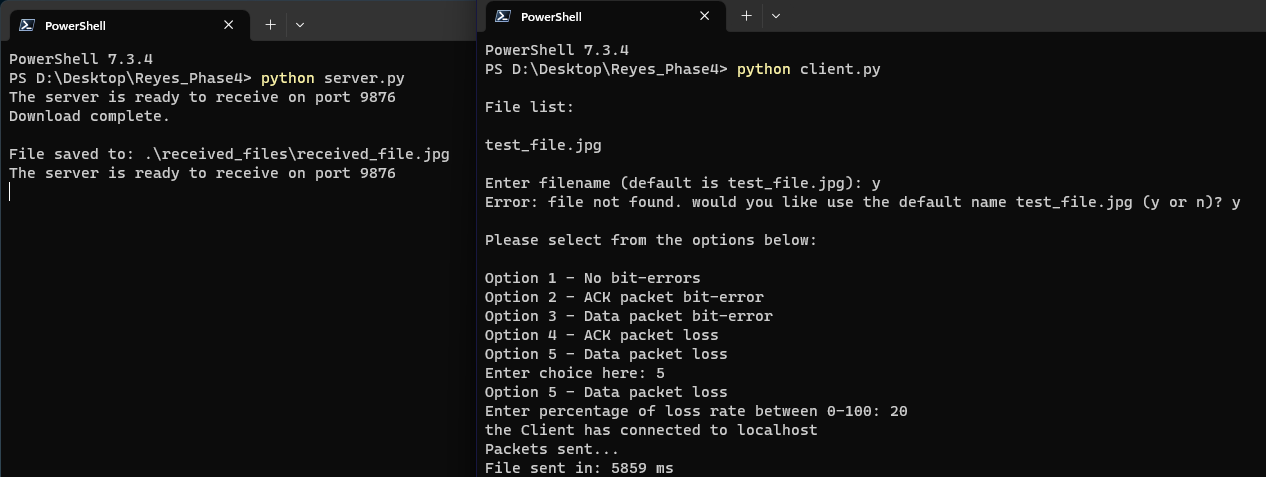 PowerShell
PowerShell 7.3.4
PS D:\Desktop\Reyes_Phase4> python server.py
The server is ready to receive on port 9876
Download complete.
File saved to: .\received_files\received_file.jpg
The server is ready to receive on port 9876
PowerShell
PowerShell 7.3.4
PS D:\Desktop\Reyes_Phase4> python client.py
File list:
test_file.jpg
Enter filename (default is test_file.jpg): y
Error: file not found. would you like use the default name test_file.jpg (y or n)? y
Please select from the options below:
Option 1 - No bit-errors
Option 2 - ACK packet bit-error
Option 3 - Data packet bit-error
Option 4 - ACK packet loss
Option 5 - Data packet loss
Enter choice here: 5
Option 5 - Data packet loss
Enter percentage of loss rate between 0-100: 20
the Client has connected to localhost
Packets sent...
File sent in: 5859 ms